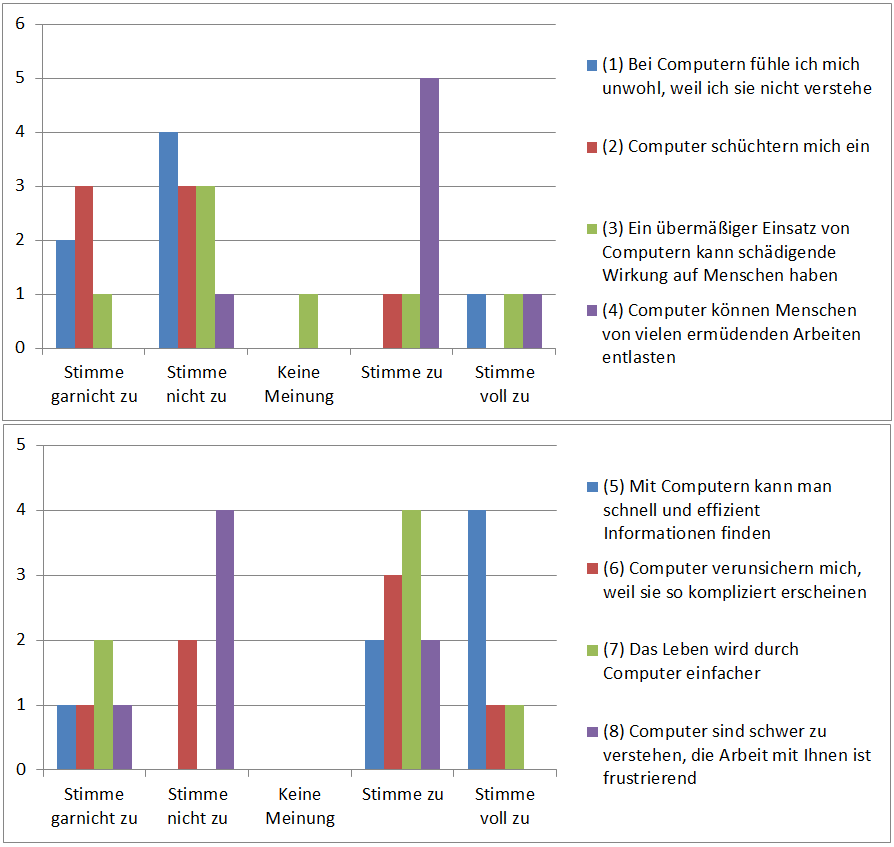 6
5
4
3
2
1
0
Stimme
garnicht zu
Stimme
nicht zu
Keine
Meinung
Stimme zu
Stimme
voll zu
(1) Bei Computern fühle ich mich
unwohl, weil ich sie nicht verstehe
(2) Computer schüchtern mich ein
(3) Ein übermäßiger Einsatz von
Computern kann schädigende
Wirkung auf Menschen haben
(4) Computer können Menschen
von vielen ermüdenden Arbeiten
entlasten
5
4
3
2
1
0
Stimme
garnicht zu
Stimme
nicht zu
Keine
Meinung
Stimme zu
Stimme
voll zu
(5) Mit Computern kann man
schnell und effizient
Informationen finden
(6) Computer verunsichern mich,
weil sie so kompliziert erscheinen
(7) Das Leben wird durch
Computer einfacher
(8) Computer sind schwer zu
verstehen, die Arbeit mit Ihnen ist
frustrierend